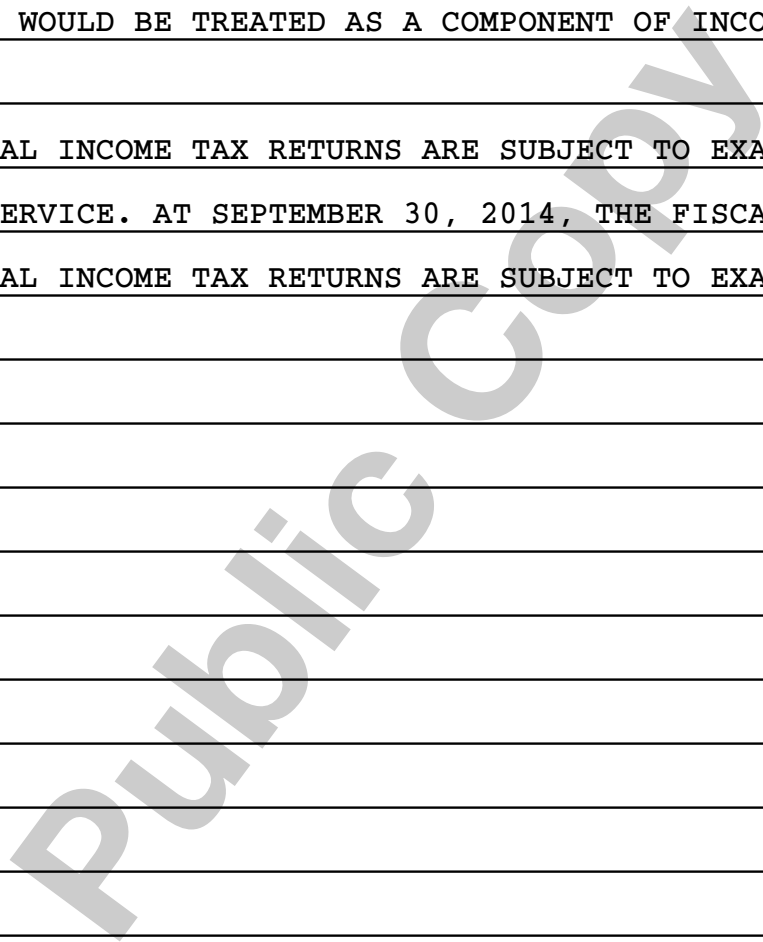 WOULD BE TREATED AS A COMPONENT OF INCO
AL INCOME TAX RETURNS ARE SUBJECT TO EXA
ERVICE. AT SEPTEMBER 30, 2014, THE FISCA
AL INCOME TAX RETURNS ARE SUBJECT TO EXA
Public Copy